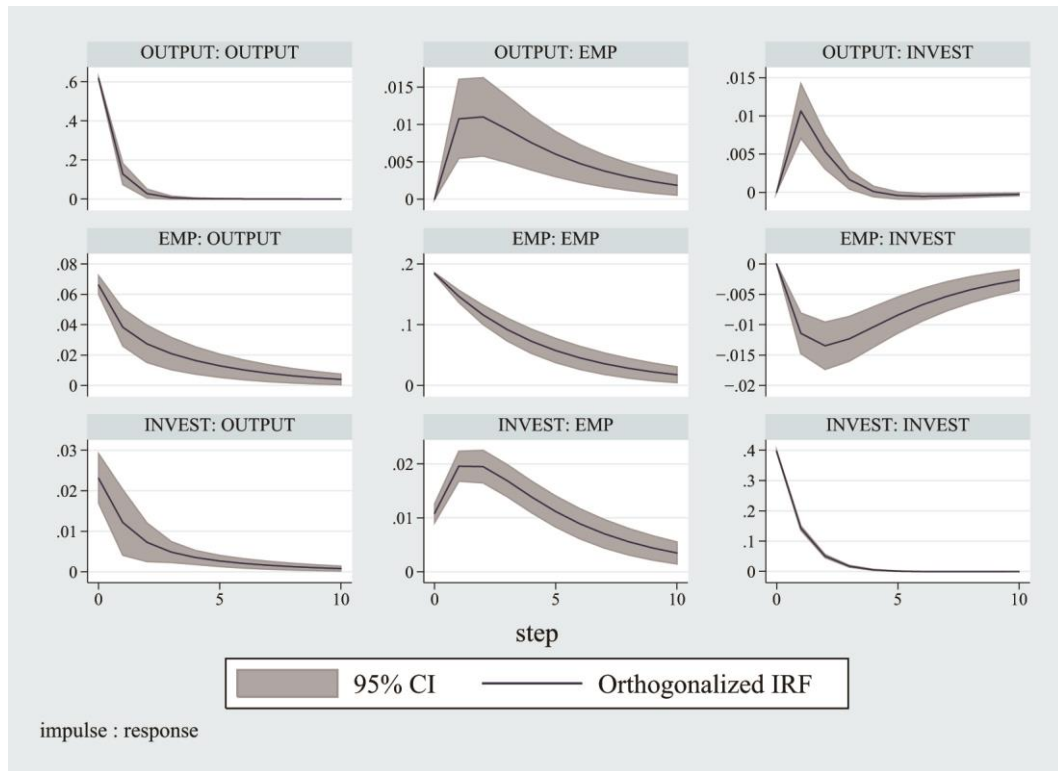 OUTPUT: OUTPUT
OUTPUT: EMP
OUTPUT: INVEST
.6
.4
.2
0
.015
.01
.005
0
.015
.01
.005
0
EMP: OUTPUT
EMP: EMP
EMP: INVEST
.08
.06
.04
.02
0
.2
.1
0
0
−.005
−.01
−.015
−.02
INVEST: OUTPUT
INVEST: EMP
INVEST: INVEST
.03
.02
.01
0
.02
.01
0
.4
.3
.2
.1
0
0 5 10
0 5 10
0 5 10
step
95% CI
Orthogonalized IRF
impulse : response